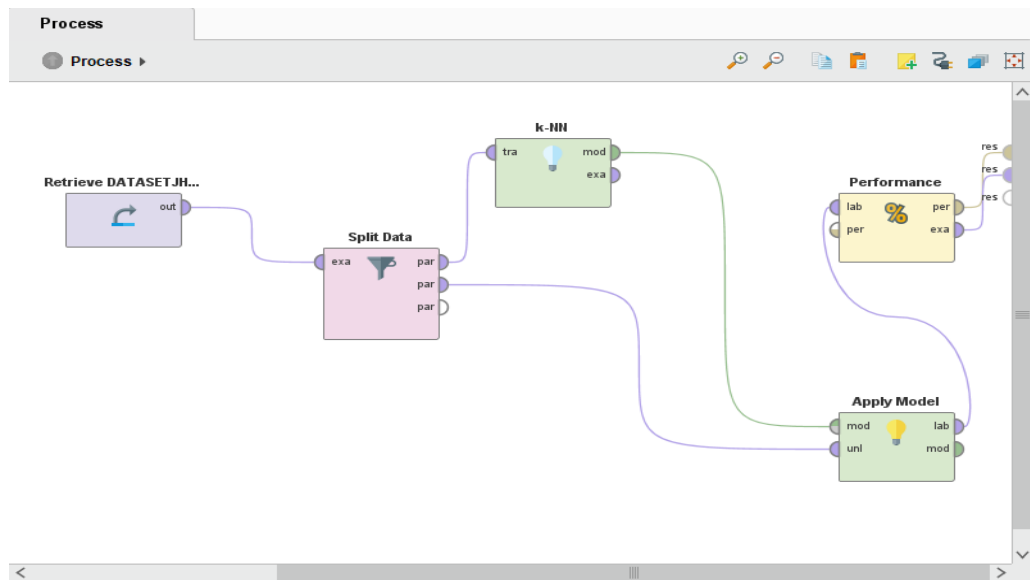 Process
Process
k-NN
tra mod
exa
Retrieve DATASETJH...
out
Split Data
exa par
par
par
res
res
res
Performance
lab per
per exa
Apply Model
mod lab
unl mod